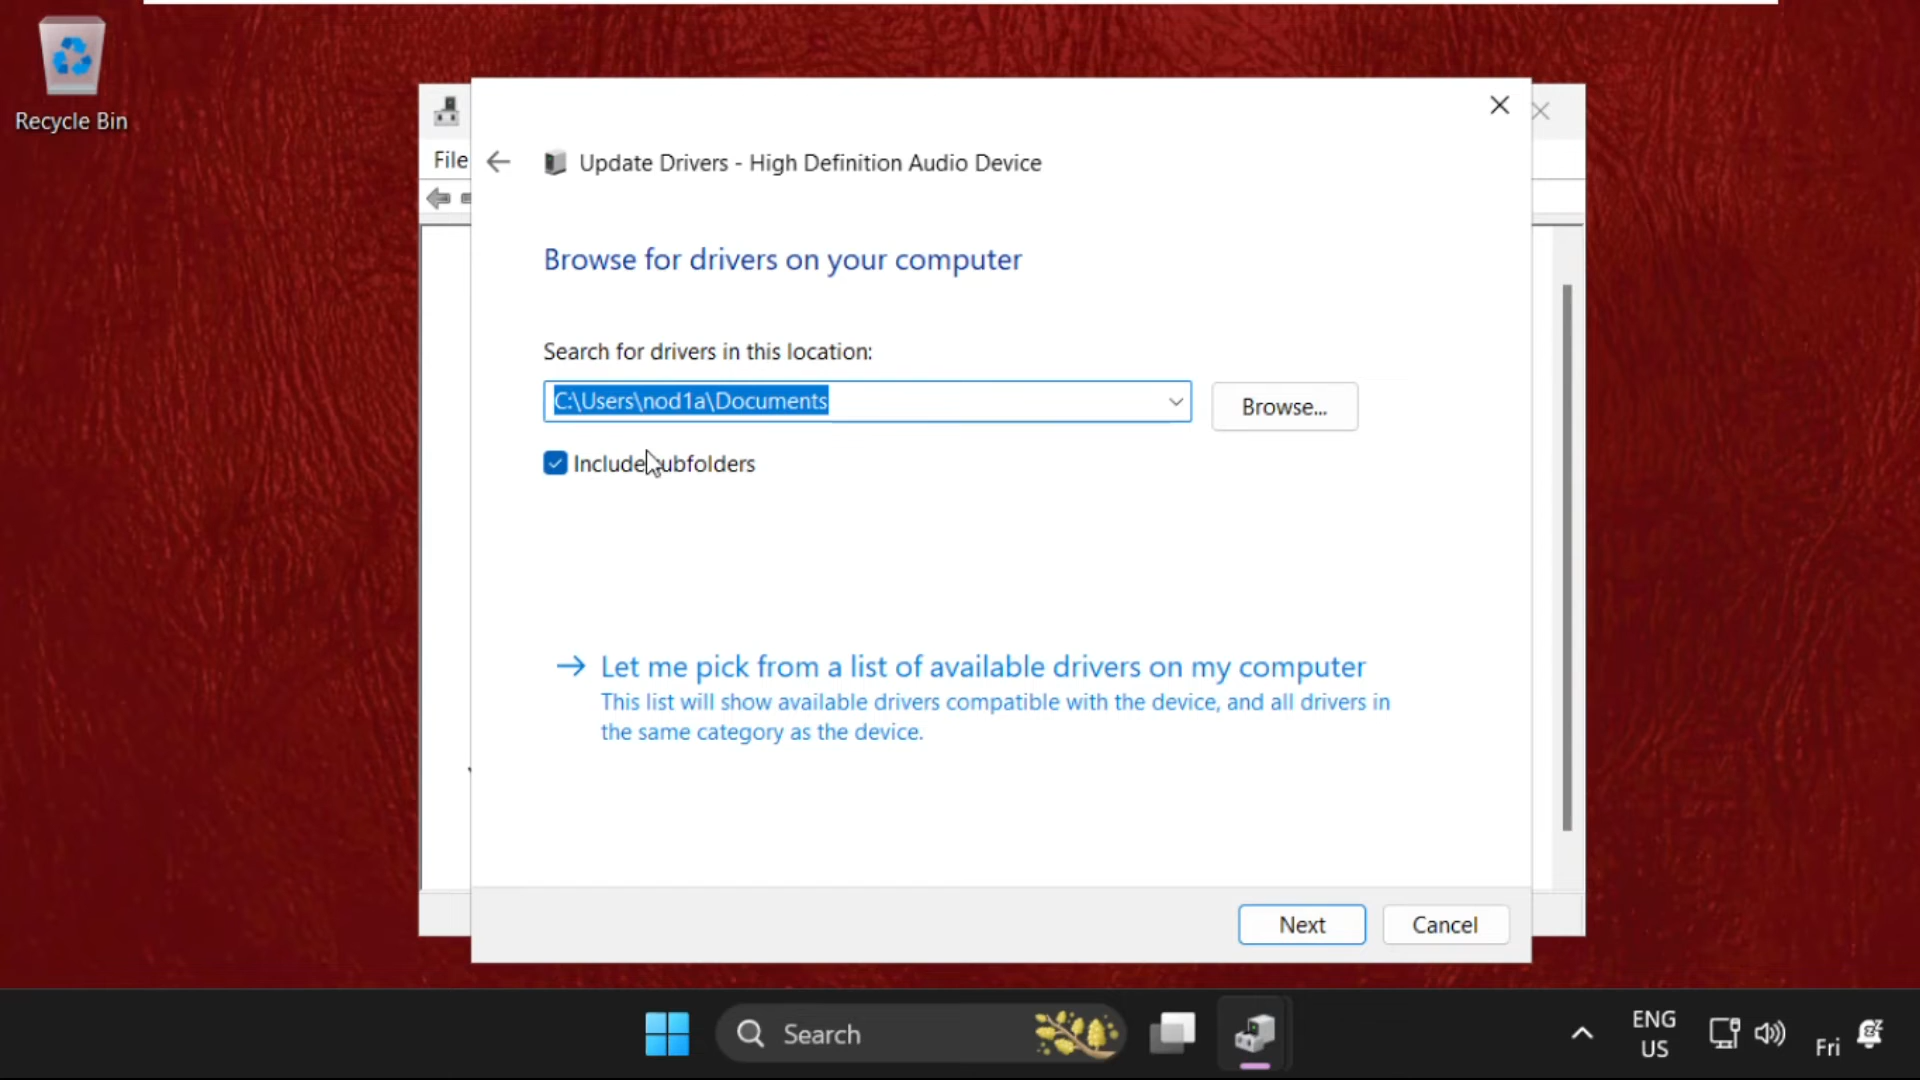 Recycle Bin
File
Update Drivers - High Definition Audio Device
Browse for drivers on your computer
Search for drivers in this location:
C:\Users\nod1a\Documents
Browse...
Include subfolders
Let me pick from a list of available drivers on my computer
This list will show available drivers compatible with the device, and all drivers in
the same category as the device.
Next
Cancel
Search
ENG
US
Fri